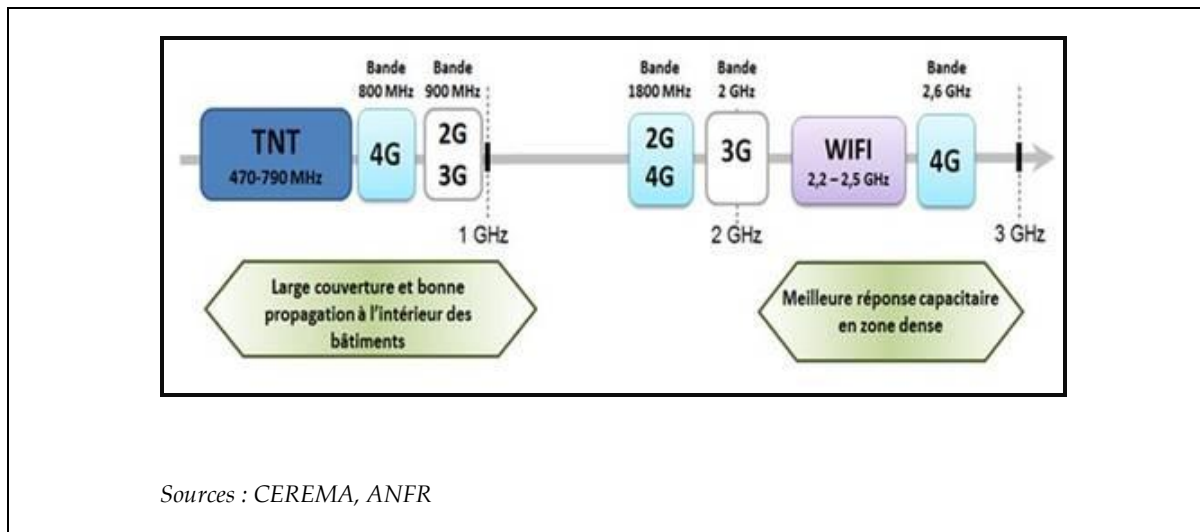 Bande
800 MHz
Bande
900 MHz
Bande
1800 MHz
Bande
2 GHz
Bande
2,6 GHz
TNT
470-790 MHz
4G
2G
3G
2G
4G
3G
WIFI
2,2 – 2,5 GHz
4G
1 GHz
2 GHz
3 GHz
Large couverture et bonne
propagation à l'intérieur des
bâtiments
Meilleure réponse capacitaire
en zone dense
Sources : CEREMA, ANFR